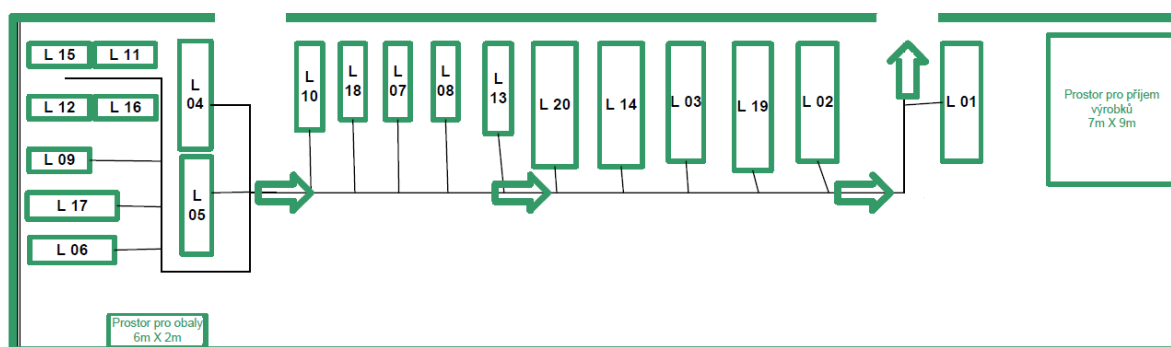 L 15
L 11
L
04
L
10
L
18
L
07
L
08
L
13
L 20
L 14
L 03
L 19
L 02
L 01
Prostor pro příjem
výrobků
7m X 9m
L 12
L 16
L 09
L
05
L 17
L 06
Prostor pro obaly
6m X 2m